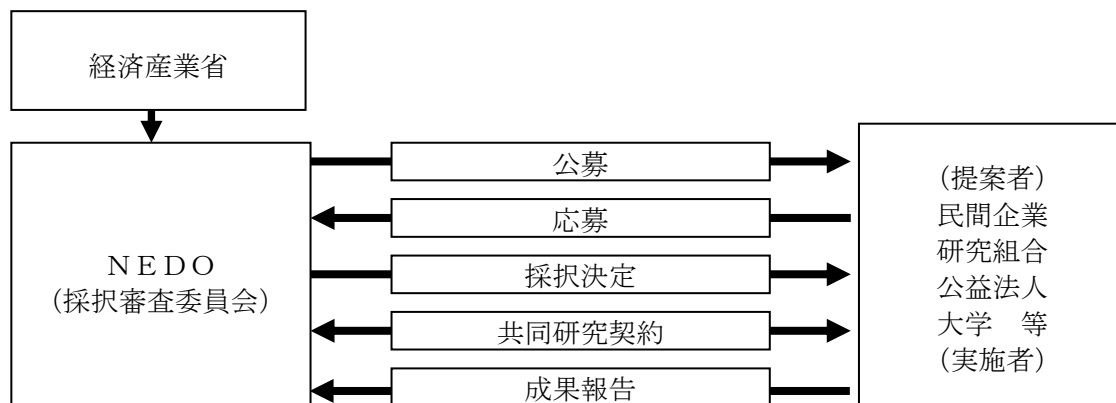 経済産業省
ＮＥＤＯ
（採択審査委員会）
公募
応募
採択決定
共同研究契約
成果報告
（提案者）
民間企業
研究組合
公益法人
大学　等
（実施者）